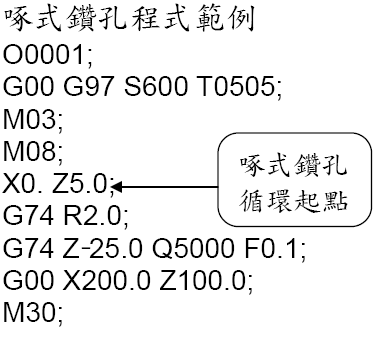 啄式鑽孔程式範例
O0001;
G00 G97 S600 T0505;
M03;
M08;
X0. Z5.0;
啄式鑽孔
循環起點
G74 R2.0;
G74 Z-25.0 Q5000 F0.1;
G00 X200.0 Z100.0;
M30;